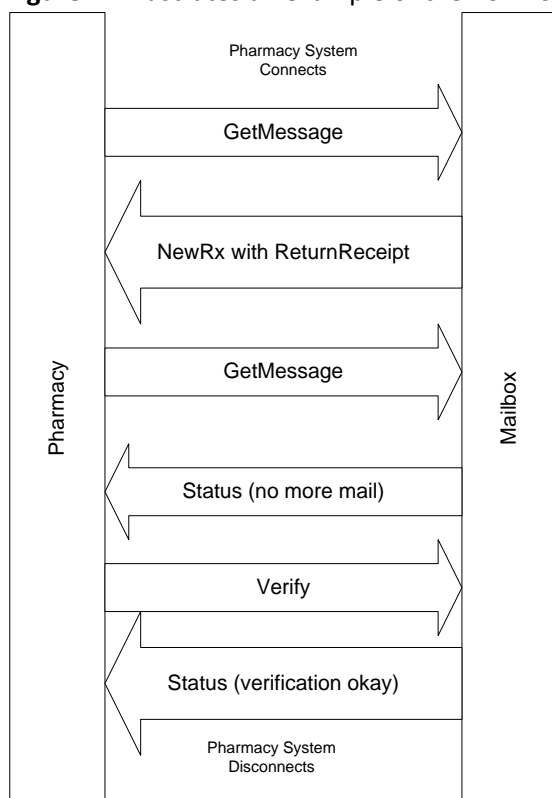 Pharmacy System
Connects
GetMessage
NewRx with ReturnReceipt
GetMessage
Pharmacy
Mailbox
Status (no more mail)
Verify
Status (verification okay)
Pharmacy System
Disconnects